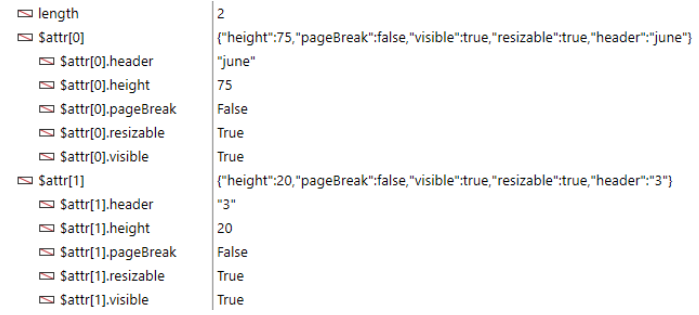 length 2
$attr[0] {"height":75,"pageBreak":false,"visible":true,"resizable":true,"header":"june"}
$attr[0].header "june"
$attr[0].height 75
$attr[0].pageBreak False
$attr[0].resizable True
$attr[0].visible True
$attr[1] {"height":20,"pageBreak":false,"visible":true,"resizable":true,"header":"3"}
$attr[1].header "3"
$attr[1].height 20
$attr[1].pageBreak False
$attr[1].resizable True
$attr[1].visible True